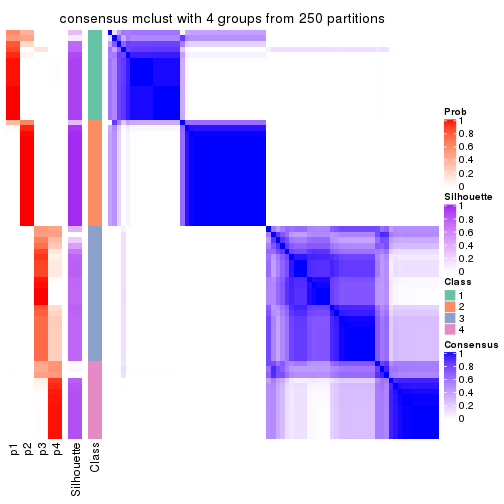 consensus mclust with 4 groups from 250 partitions
Prob
1
0.8
0.6
0.4
0.2
0
Silhouette
1
0.8
0.6
0.4
0.2
0
Class
1
2
3
4
Consensus
1
0.8
0.6
0.4
0.2
0
p1
p2
p3
p4
Silhouette
Class